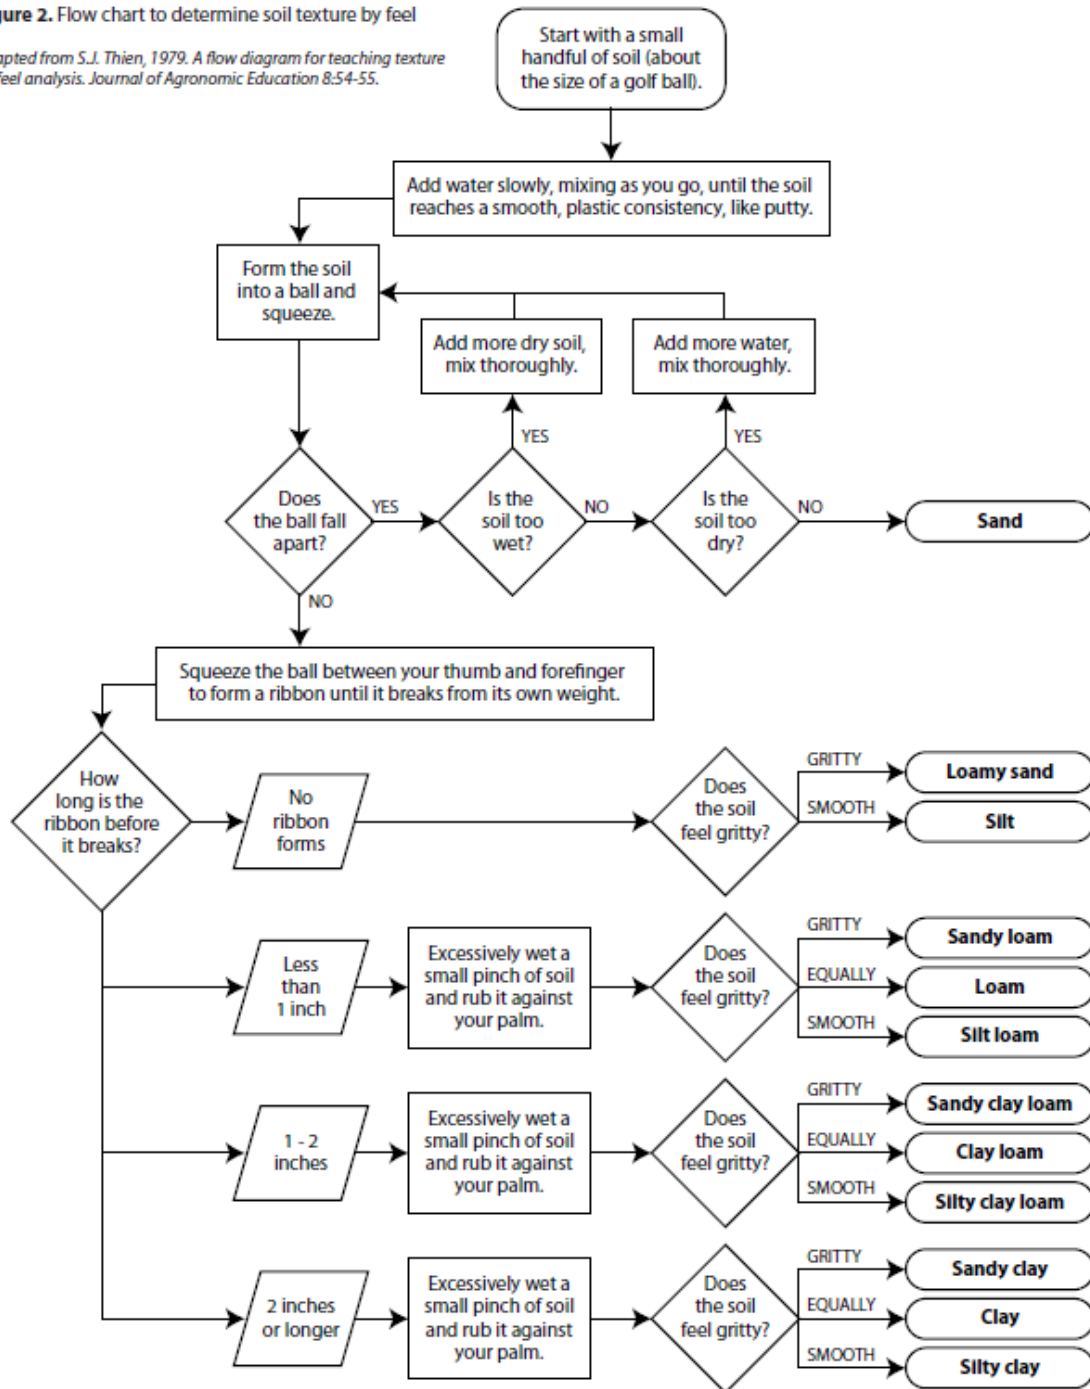 gure 2. Flow chart to determine soil texture by feel
apted from S.J. Thien, 1979. A flow diagram for teaching texture
feel analysis. Journal of Agronomic Education 8:54-55.
Start with a small
handful of soil (about
the size of a golf ball).
Add water slowly, mixing as you go, until the soil
reaches a smooth, plastic consistency, like putty.
Form the soil
into a ball and
squeeze.
Add more dry soil,
mix thoroughly.
Add more water,
mix thoroughly.
YES
YES
Does
the ball fall
apart?
YES
Is the
soil too
wet?
NO
Is the
soil too
dry?
NO
Sand
NO
Squeeze the ball between your thumb and forefinger
to form a ribbon until it breaks from its own weight.
How
long is the
ribbon before
it breaks?
No
ribbon
forms
Does
the soil
feel gritty?
GRITTY
Loamy sand
SMOOTH
Silt
Less
than
1 inch
Excessively wet a
small pinch of soil
and rub it against
your palm.
Does
the soil
feel gritty?
GRITTY
Sandy loam
EQUALLY
Loam
SMOOTH
Silt loam
1 - 2
inches
Excessively wet a
small pinch of soil
and rub it against
your palm.
Does
the soil
feel gritty?
GRITTY
Sandy clay loam
EQUALLY
Clay loam
SMOOTH
Silty clay loam
2 inches
or longer
Excessively wet a
small pinch of soil
and rub it against
your palm.
Does
the soil
feel gritty?
GRITTY
Sandy clay
EQUALLY
Clay
SMOOTH
Silty clay